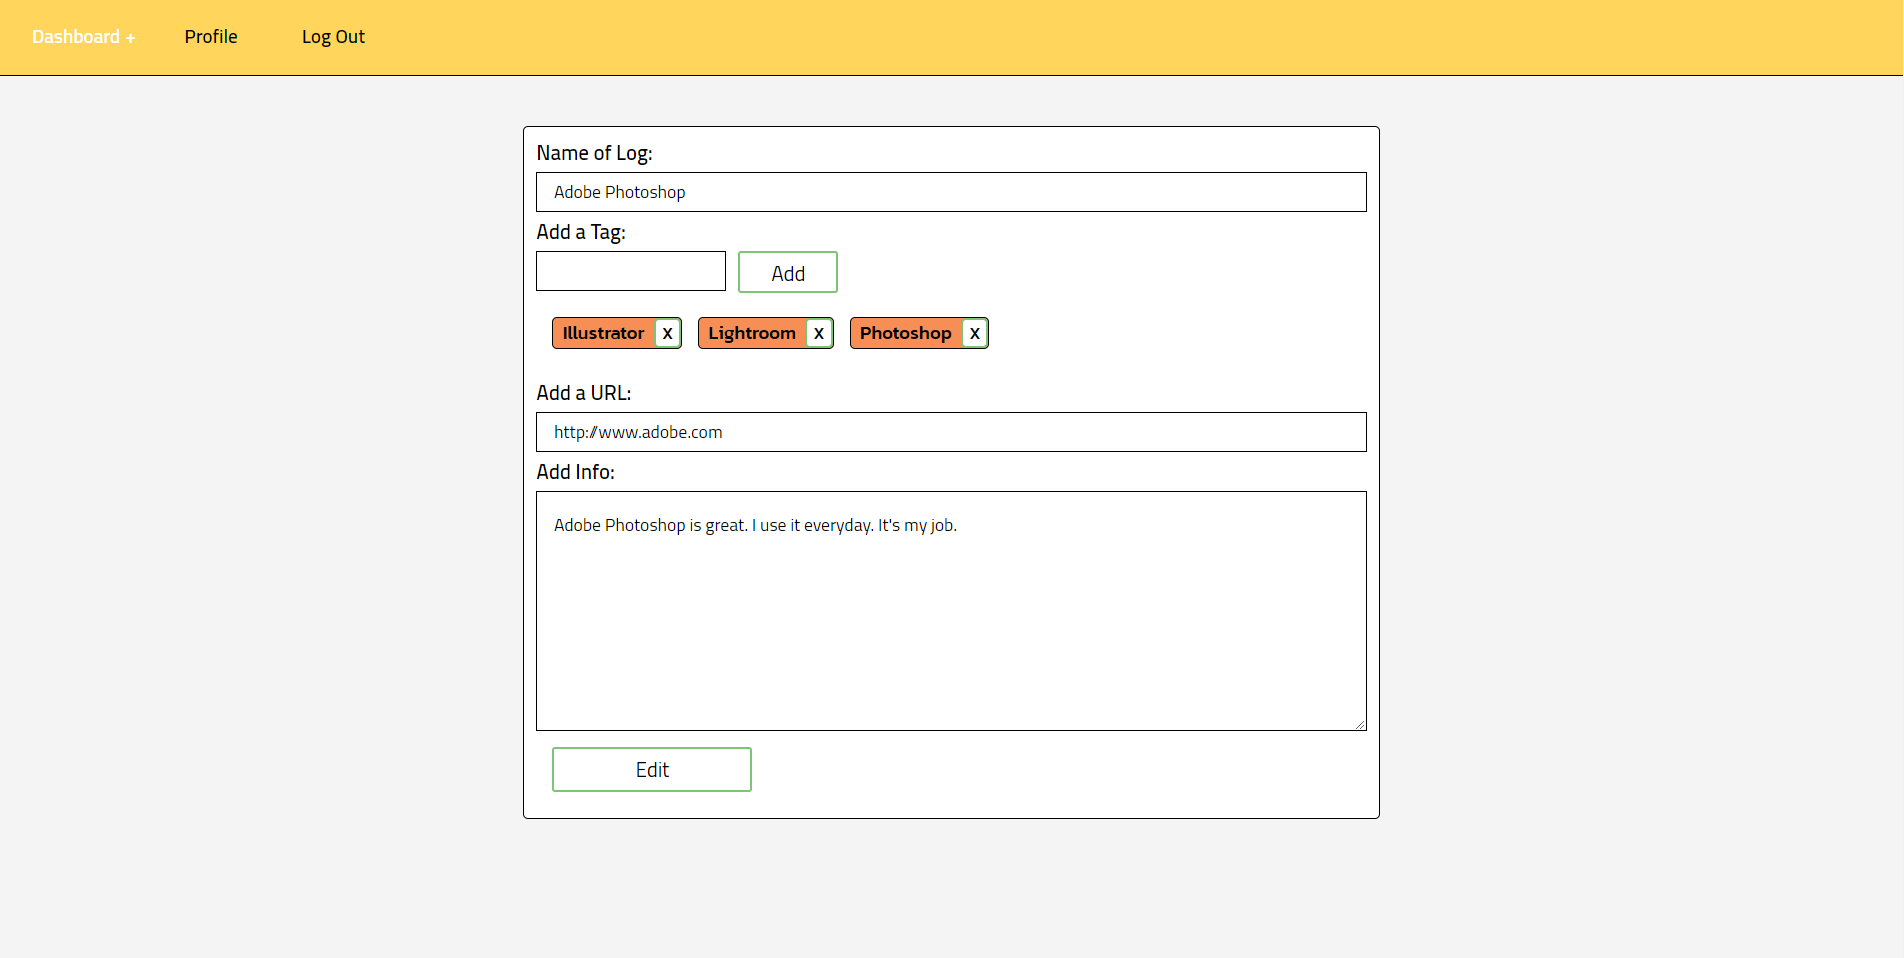 Dashboard + Profile Log Out
Name of Log:
Adobe Photoshop
Add a Tag:
Add
Illustrator X Lightroom X Photoshop X
Add a URL:
http://www.adobe.com
Add Info:
Adobe Photoshop is great. I use it everyday. It's my job.
Edit